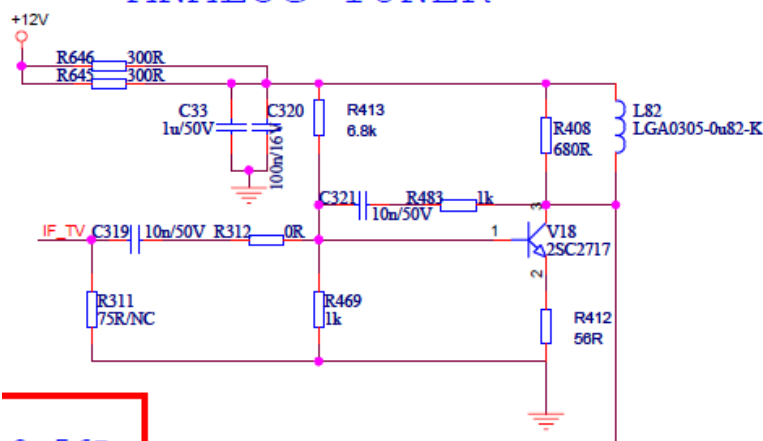 ANALOG TUNER
+12V
R646 300R
R645 300R
C33
1u/50V
C320
100n/16V
R413
6.8k
R408
680R
L82
LGA0305-0u82-K
C321
10n/50V
R483 1k
3
IF_TV C319 10n/50V R312 0R
1
V18
2SC2717
2
R311
75R/NC
R469
1k
R412
56R